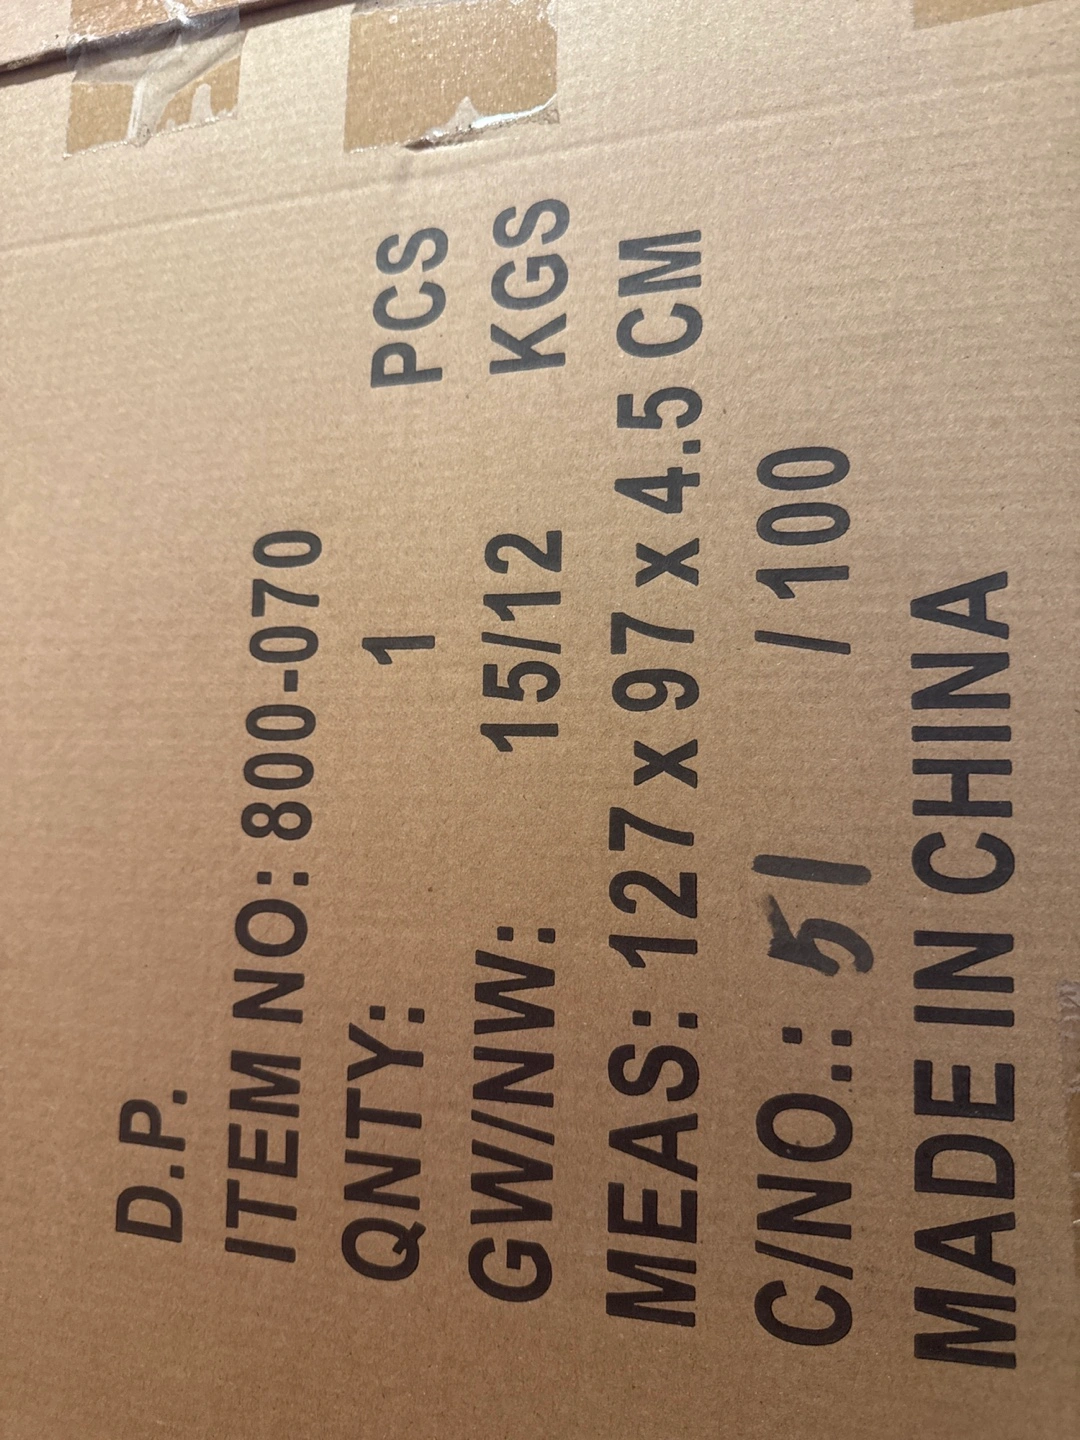 D.P.
ITEM NO: 800-070
QNTY: 1 PCS
GW/NW: 15/12 KGS
MEAS: 127 x 97 x 4.5 CM
C/NO.: 51 /100
MADE IN CHINA